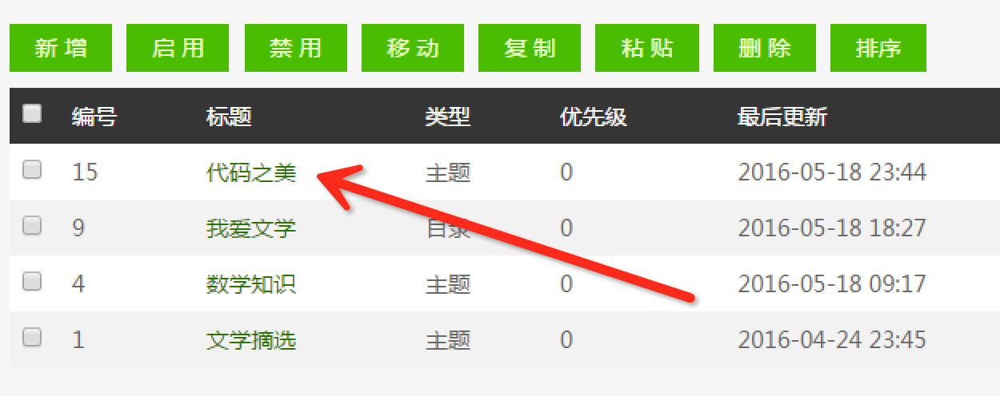 新 增 启 用 禁 用 移 动 复 制 粘 贴 删 除 排序
编号 标题 类型 优先级 最后更新
15 代码之美 主题 0 2016-05-18 23:44
9 我爱文学 目录 0 2016-05-18 18:27
4 数学知识 主题 0 2016-05-18 09:17
1 文学摘选 主题 0 2016-04-24 23:45